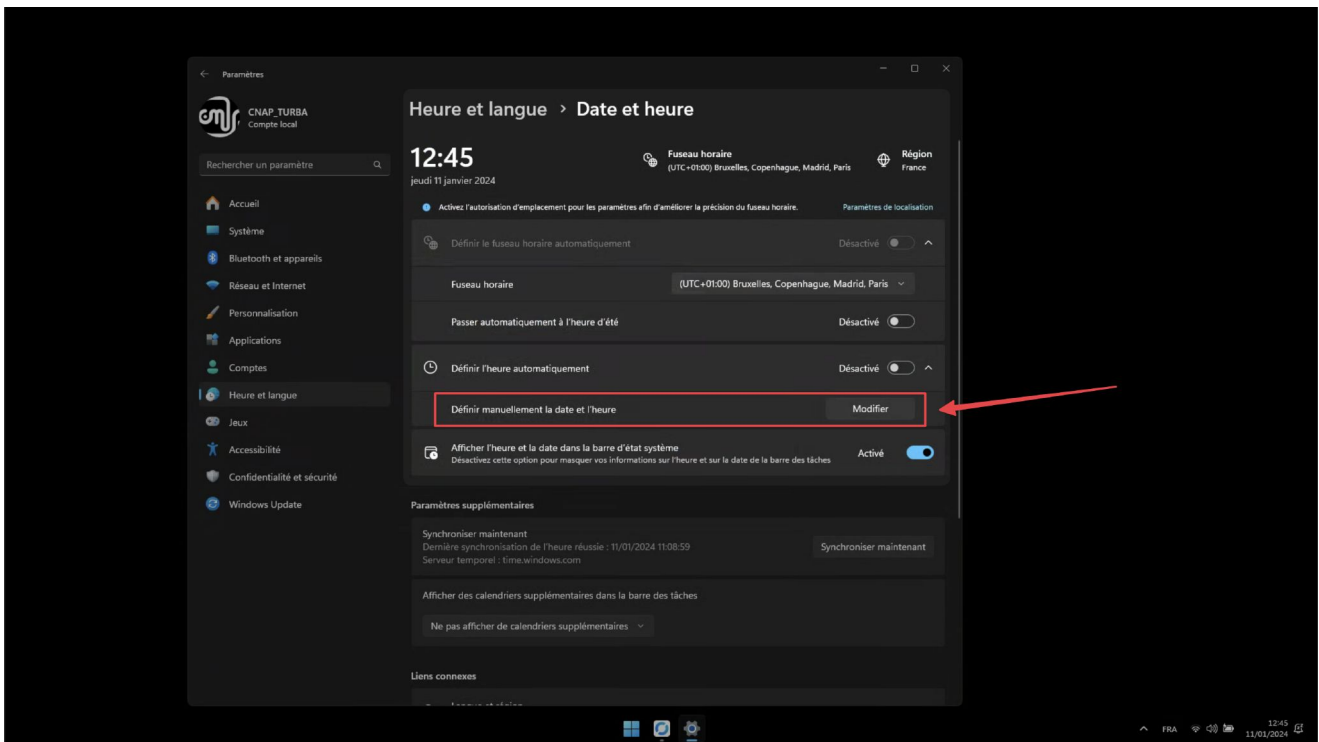 Paramètres
CNAP_TURBA
Compte local
Rechercher un paramètre
Accueil
Système
Bluetooth et appareils
Réseau et Internet
Personnalisation
Applications
Comptes
Heure et langue
Jeux
Accessibilité
Confidentialité et sécurité
Windows Update
Heure et langue > Date et heure
12:45
jeudi 11 janvier 2024
Fuseau horaire
(UTC+01:00) Bruxelles, Copenhague, Madrid, Paris
Région
France
Activez l'autorisation d'emplacement pour les paramètres afin d'améliorer la précision du fuseau horaire.
Paramètres de localisation
Définir le fuseau horaire automatiquement
Désactivé
Fuseau horaire
(UTC+01:00) Bruxelles, Copenhague, Madrid, Paris
Passer automatiquement à l'heure d'été
Désactivé
Définir l'heure automatiquement
Désactivé
Définir manuellement la date et l'heure
Modifier
Afficher l'heure et la date dans la barre d'état système
Désactivez cette option pour masquer vos informations sur l'heure et sur la date de la barre des tâches
Activé
Paramètres supplémentaires
Synchroniser maintenant
Dernière synchronisation de l'heure réussie : 11/01/2024 11:08:59
Serveur temporel : time.windows.com
Synchroniser maintenant
Afficher des calendriers supplémentaires dans la barre des tâches
Ne pas afficher de calendriers supplémentaires
Liens connexes
FRA
12:45
11/01/2024